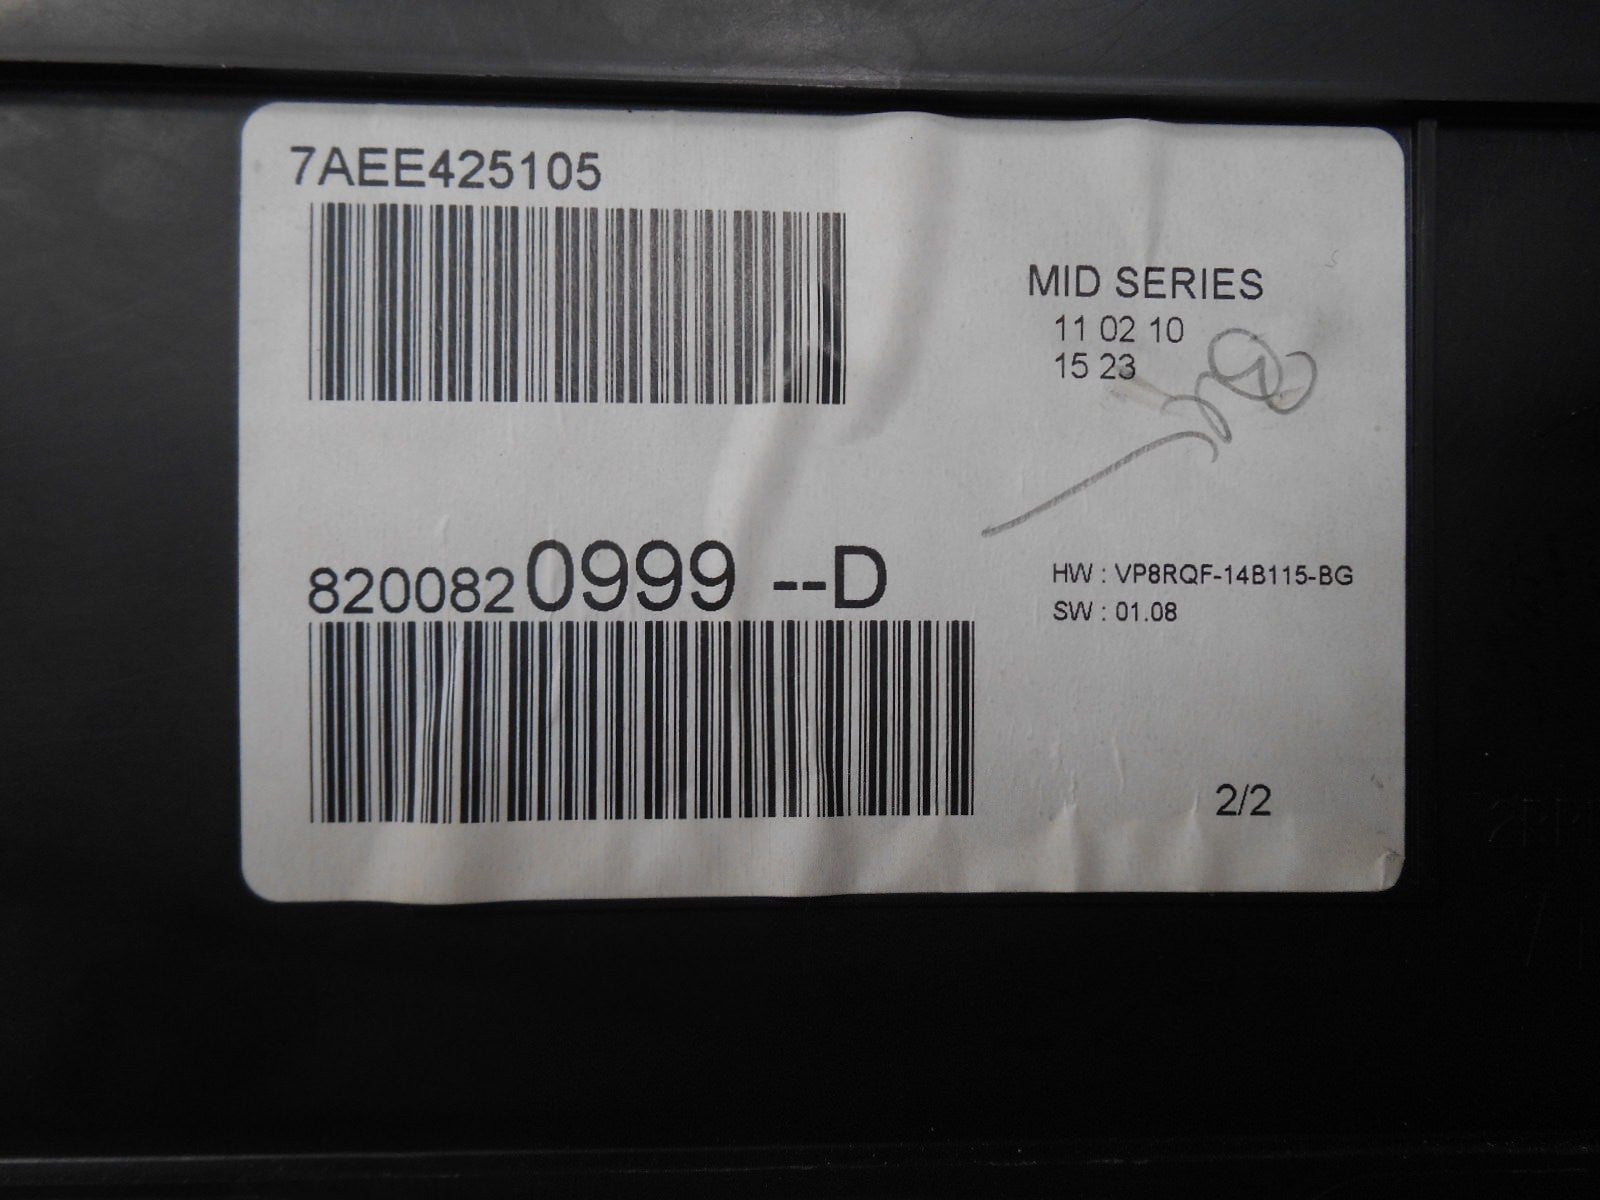 7AEE425105
MID SERIES
11 02 10
15 23
8200820999 --D
HW : VP8RQF-14B115-BG
SW : 01.08
2/2